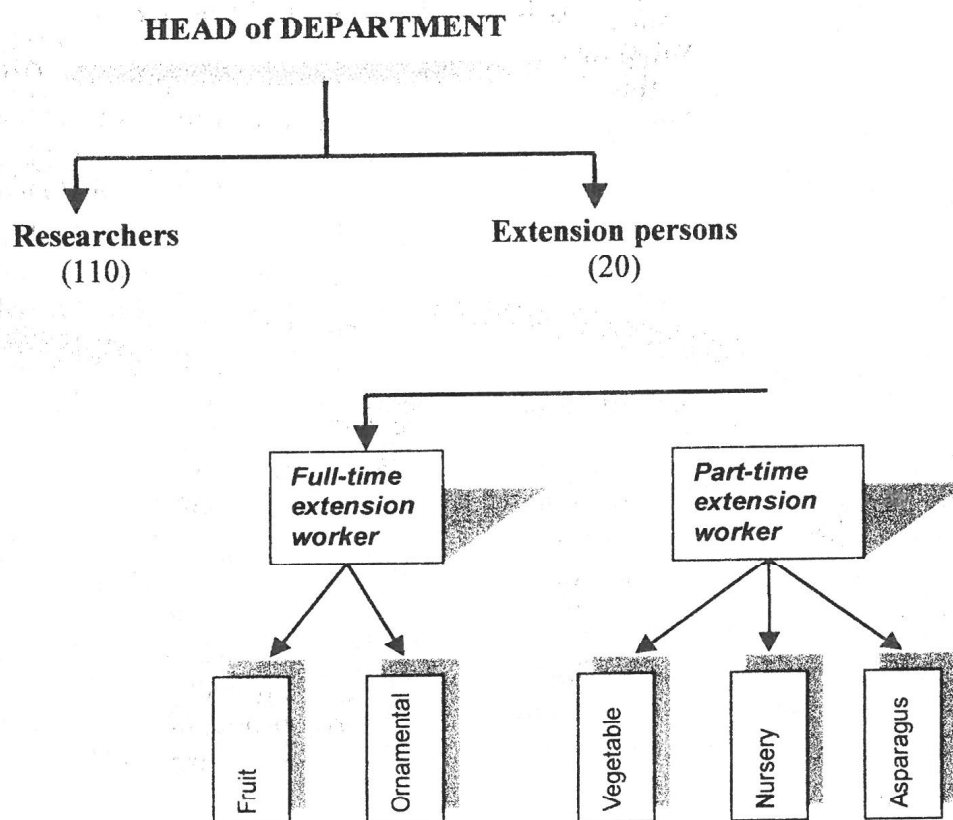 HEAD of DEPARTMENT
Researchers
(110)
Extension persons
(20)
Full-time
extension
worker
Part-time
extension
worker
Fruit
Ornamental
Vegetable
Nursery
Asparagus